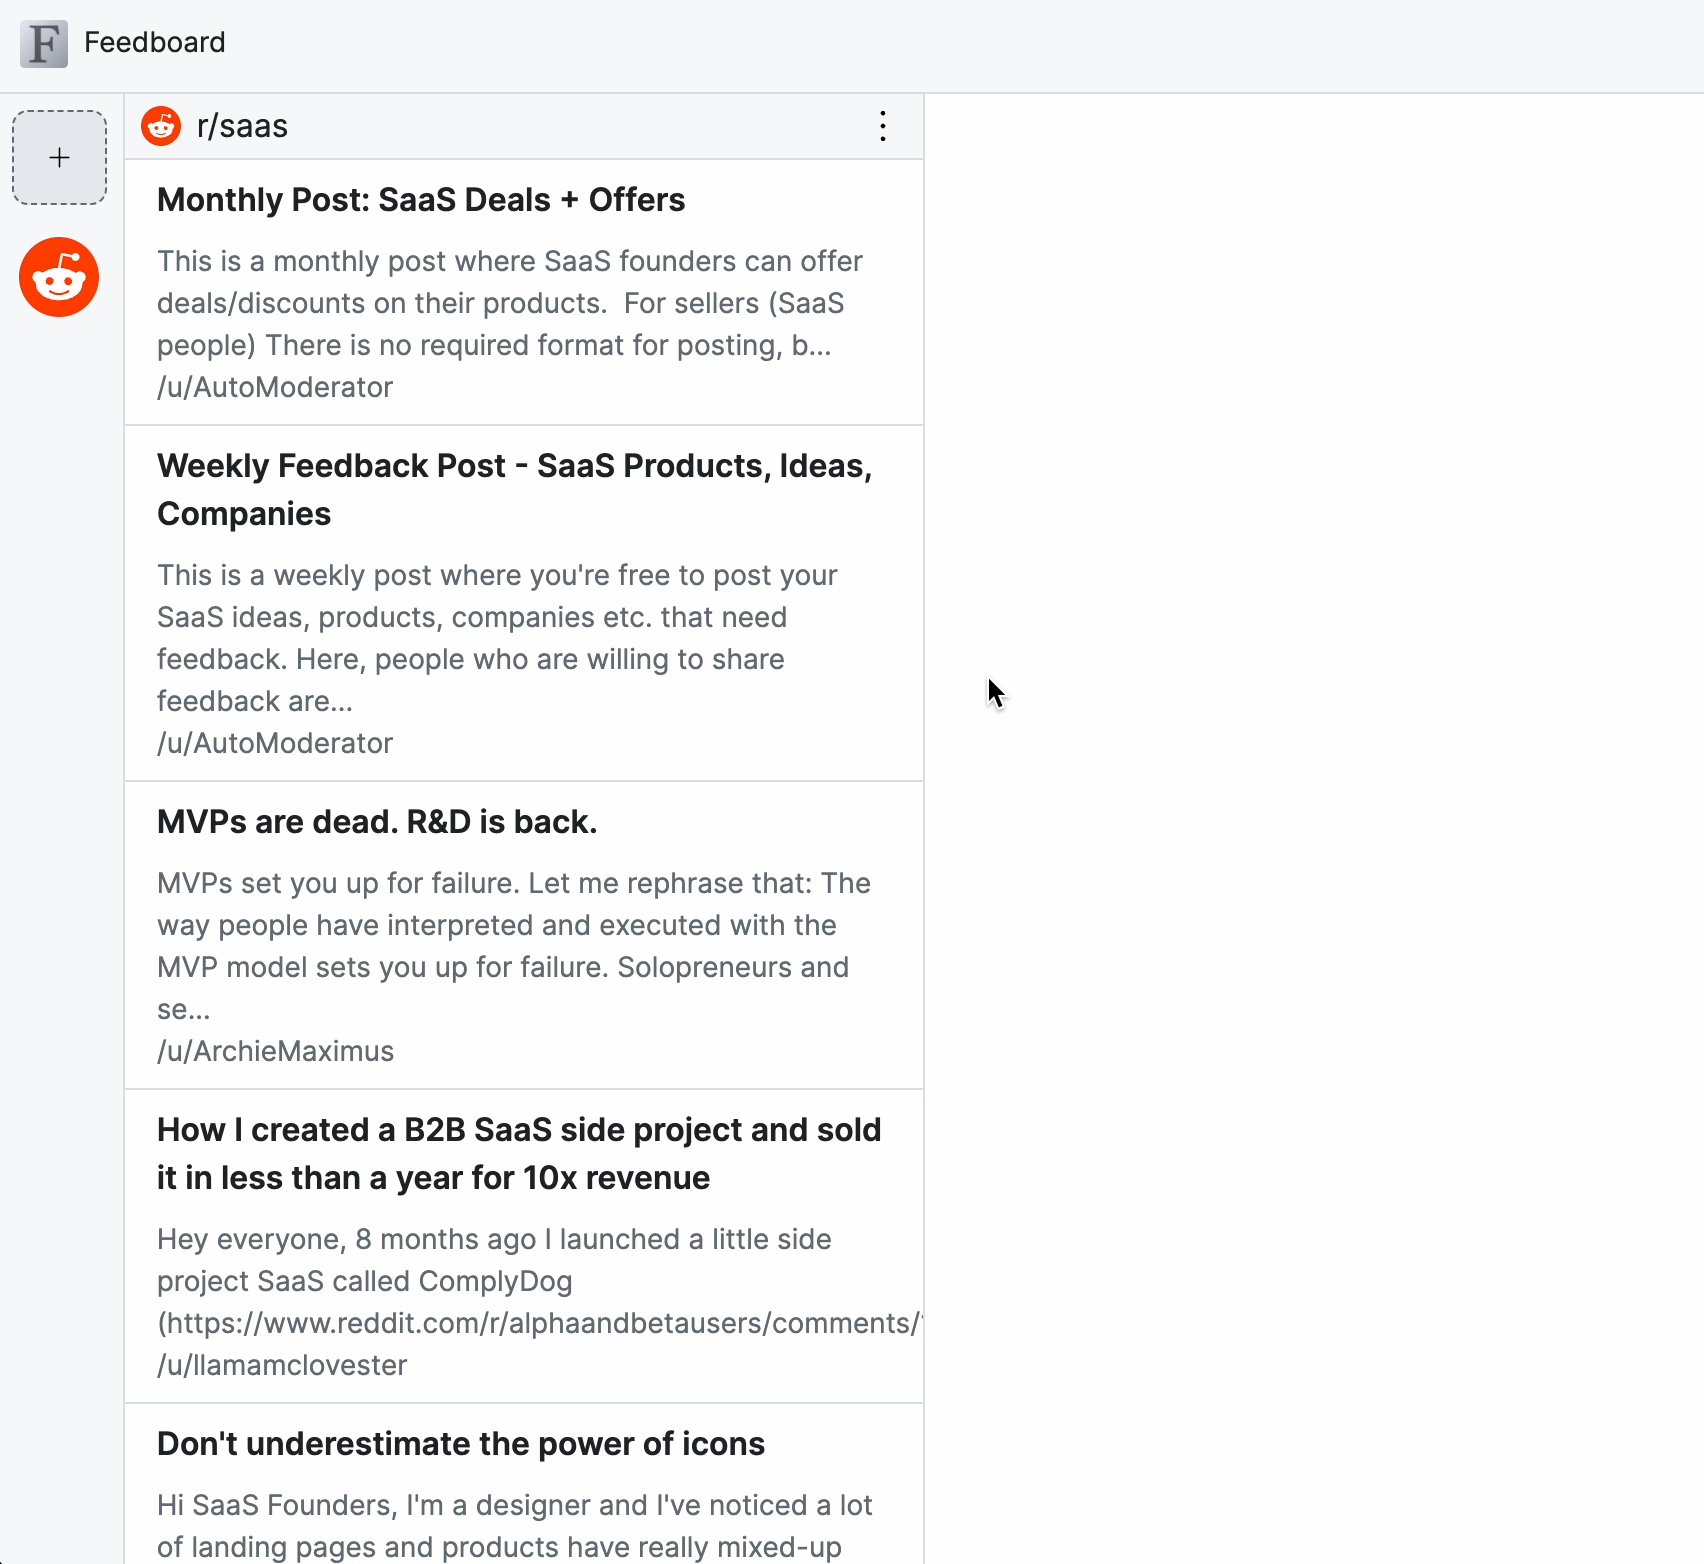 F Feedboard
+
r/saas
Monthly Post: SaaS Deals + Offers
This is a monthly post where SaaS founders can offer
deals/discounts on their products.  For sellers (SaaS
people) There is no required format for posting, b...
/u/AutoModerator
Weekly Feedback Post - SaaS Products, Ideas,
Companies
This is a weekly post where you're free to post your
SaaS ideas, products, companies etc. that need
feedback. Here, people who are willing to share
feedback are...
/u/AutoModerator
MVPs are dead. R&D is back.
MVPs set you up for failure. Let me rephrase that: The
way people have interpreted and executed with the
MVP model sets you up for failure. Solopreneurs and
se...
/u/ArchieMaximus
How I created a B2B SaaS side project and sold
it in less than a year for 10x revenue
Hey everyone, 8 months ago I launched a little side
project SaaS called ComplyDog
(https://www.reddit.com/r/alphaandbetausers/comments/
/u/llamamclovester
Don't underestimate the power of icons
Hi SaaS Founders, I'm a designer and I've noticed a lot
of landing pages and products have really mixed-up